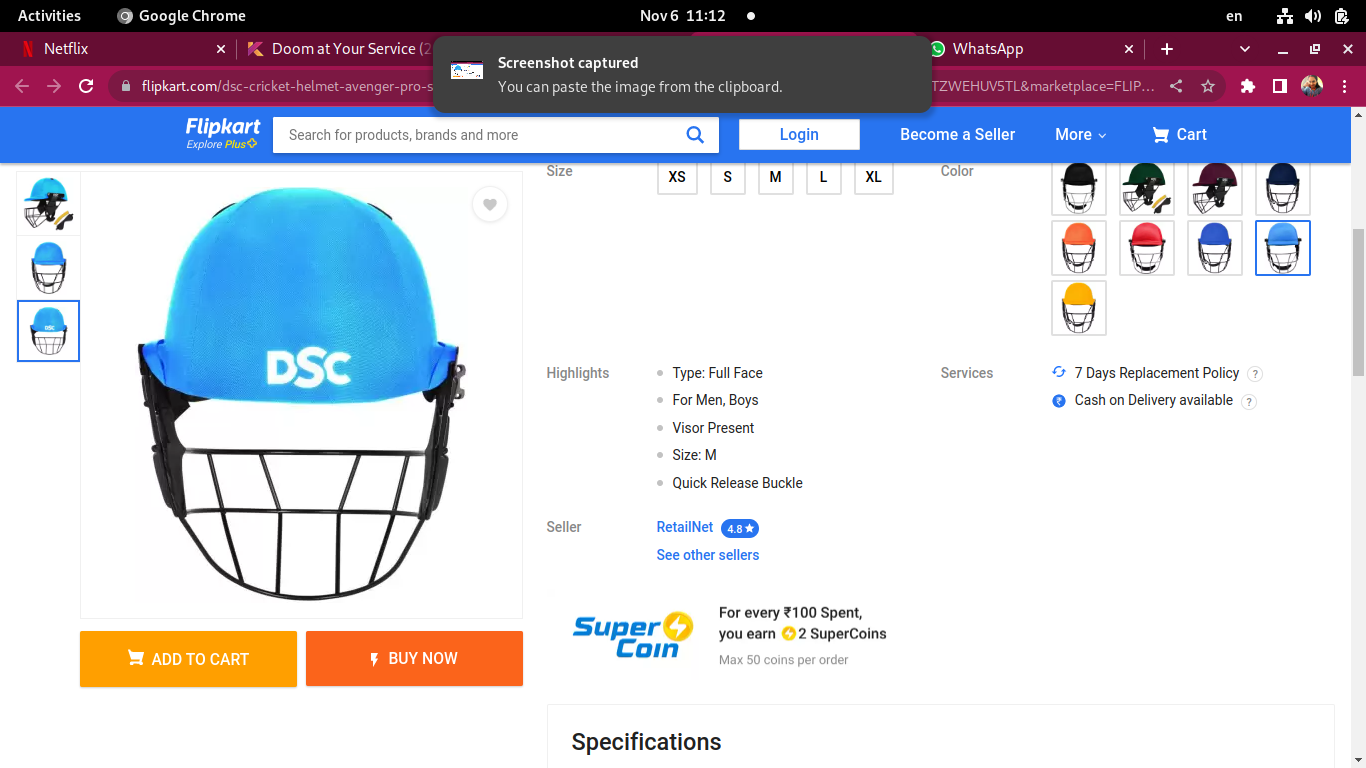 Activities
Google Chrome
Nov 6 11:12
en
Netflix
Doom at Your Service (2
WhatsApp
Screenshot captured
You can paste the image from the clipboard.
flipkart.com/dsc-cricket-helmet-avenger-pro-s
TZWEHUV5TL&marketplace=FLIP…
Flipkart
Explore Plus
Search for products, brands and more
Login
Become a Seller
More
Cart
Size
XS
S
M
L
XL
Color
DSC
DSC
Highlights
Type: Full Face
For Men, Boys
Visor Present
Size: M
Quick Release Buckle
Services
7 Days Replacement Policy ?
₹ Cash on Delivery available ?
Seller
RetailNet 4.8★
See other sellers
Super Coin
For every ₹100 Spent,
you earn 2 SuperCoins
Max 50 coins per order
ADD TO CART
BUY NOW
Specifications